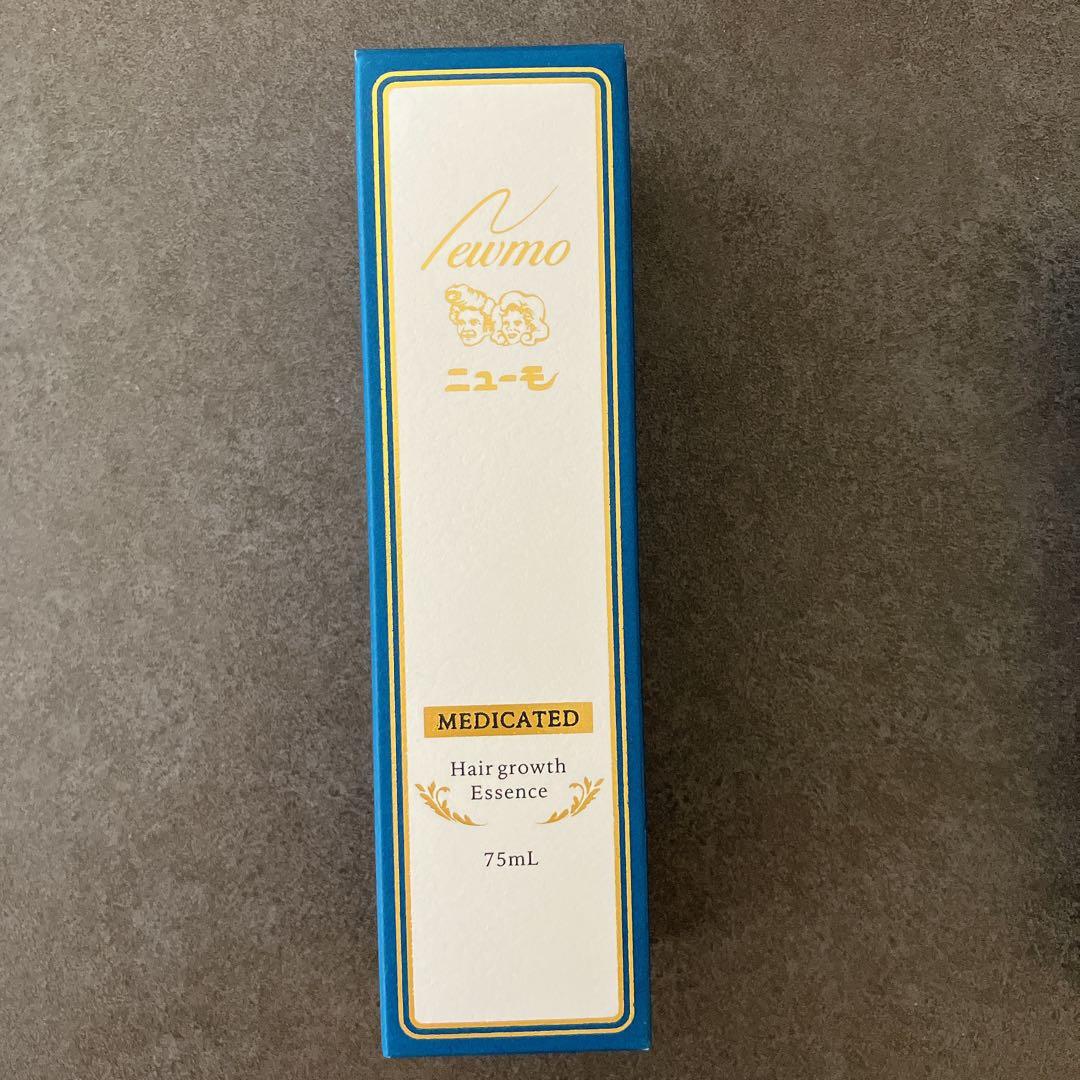 Newmo
ニューモ
MEDICATED
Hair growth
Essence
75mL